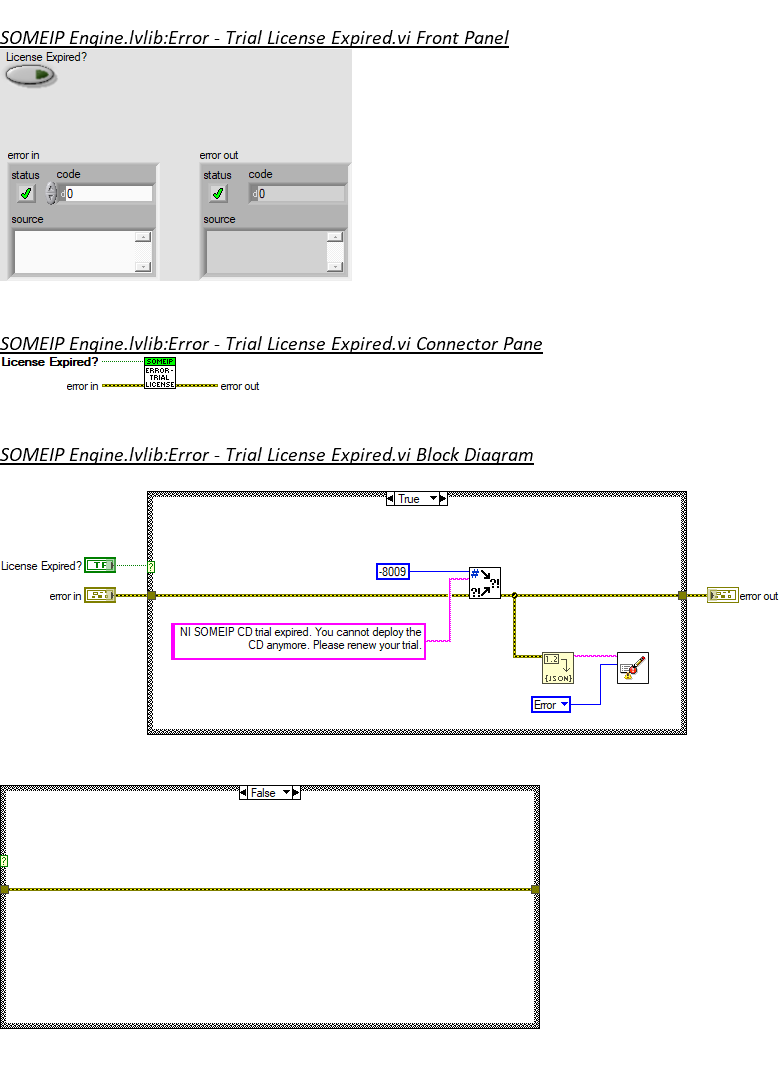 SOMEIP Engine.lvlib:Error - Trial License Expired.vi Front Panel
License Expired?
error in
error out
status code
status code
0
0
source
source
SOMEIP Engine.lvlib:Error - Trial License Expired.vi Connector Pane
License Expired?
SOMEIP
ERROR-
TRIAL
LICENSE
error in
error out
SOMEIP Engine.lvlib:Error - Trial License Expired.vi Block Diagram
True
License Expired?
TF
?
-8009
#
?!
?!
error in
error out
NI SOMEIP CD trial expired. You cannot deploy the
CD anymore. Please renew your trial.
1.2
{JSON}
Error
False
?